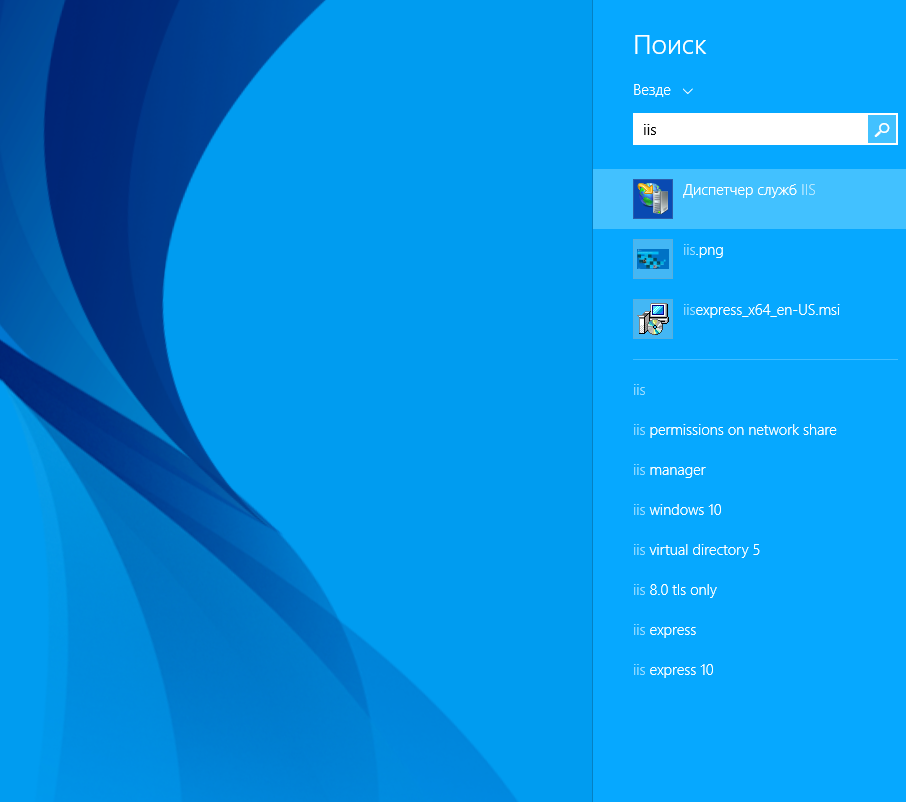 Поиск
Везде
iis
Диспетчер служб IIS
iis.png
iisexpress_x64_en-US.msi
iis
iis permissions on network share
iis manager
iis windows 10
iis virtual directory 5
iis 8.0 tls only
iis express
iis express 10